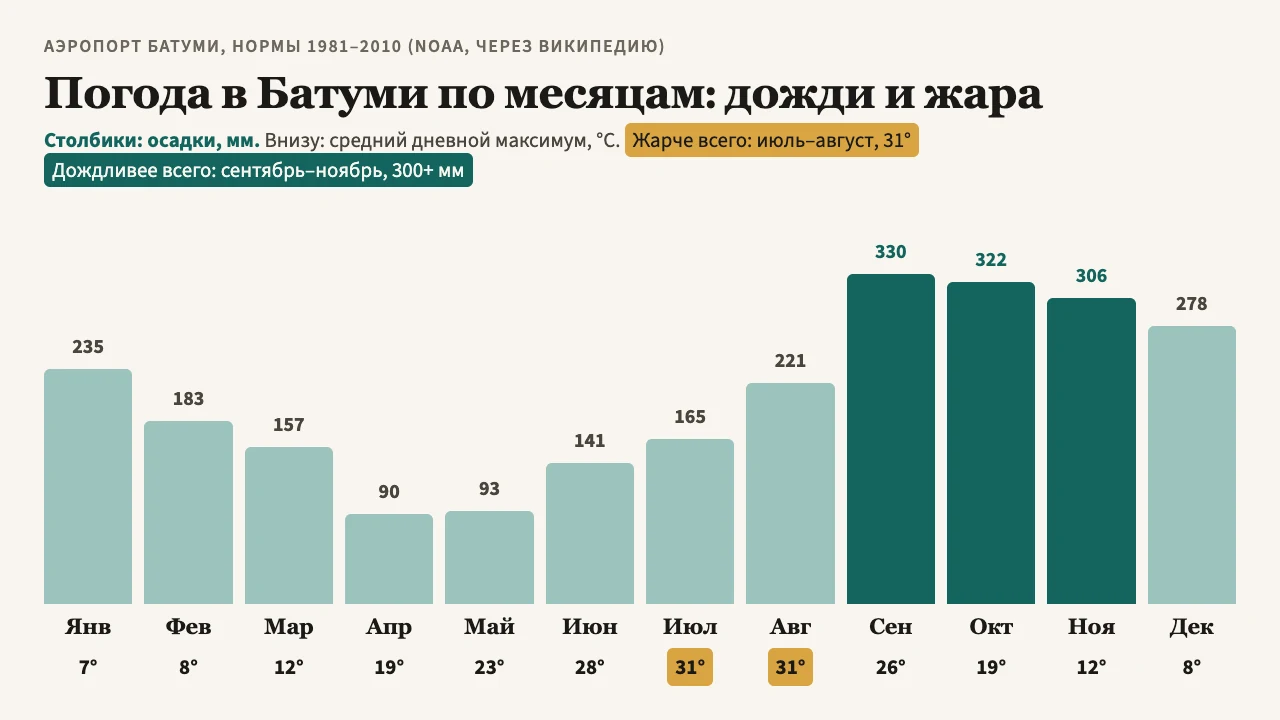 АЭРОПОРТ БАТУМИ, НОРМЫ 1981–2010 (NOAA, ЧЕРЕЗ ВИКИПЕДИЮ)
Погода в Батуми по месяцам: дожди и жара
Столбики: осадки, мм. Внизу: средний дневной максимум, °C. Жарче всего: июль–август, 31°
Дождливее всего: сентябрь–ноябрь, 300+ мм
235 183 157 90 93 141 165 221 330 322 306 278
Янв Фев Мар Апр Май Июн Июл Авг Сен Окт Ноя Дек
7° 8° 12° 19° 23° 28° 31° 31° 26° 19° 12° 8°